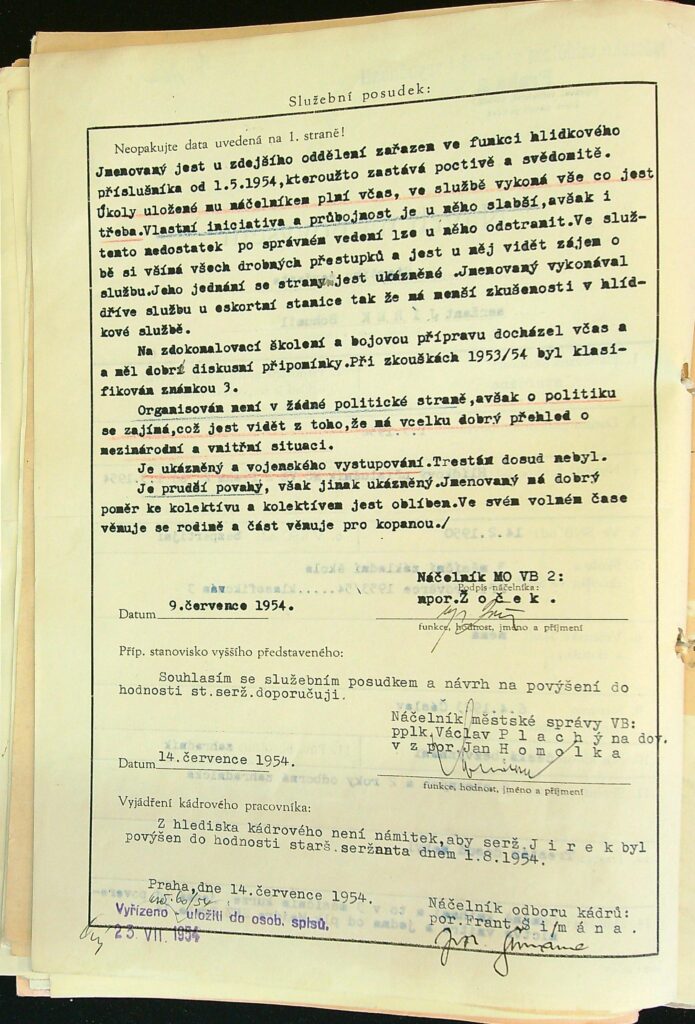 Služební posudek:
Neopakujte data uvedená na 1. straně!
Jmenovaný jest u zdejšího oddělení zařazen ve funkci hlídkového
příslušníka od 1.5.1954,kteroužto zastává poctivě a svědomitě.
Úkoly uložené mu náčelníkem plní včas, ve službě vykoná vše co jest
třeba.Vlastní iniciativa a průbojnost je u něho slabší,avšak i
tento nedostatek po správném vedení lze u něho odstranit.Ve služ-
bě si všímá všech drobných přestupků a jest u něj vidět zájem o
službu.Jeho jednání se strany jest ukázněné .Jmenovaný vykonával
dříve službu u eskortní stanice tak že má menší zkušenosti v hlíd-
kové službě.
Na zdokonalovací školení a bojovou přípravu docházel včas a
a měl dobré diskusní připomínky.Při zkouškách 1953/54 byl klasi-
fikován známkou 3.
Organisován není v žádné politické straně,avšak o politiku
se zajímá,což jest vidět z toho,že má vcelku dobrý přehled o
mezinárodní a vnitřní situaci.
Je ukázněný a vojenského vystupování.Trestán dosud nebyl.
Je prudší povahy, však jinak ukázněný.Jmenovaný má dobrý
poměr ke kolektívu a kolektivem jest oblíben.Ve svém volném čase
věnuje se rodině a část věnuje pro kopanou./
Náčelník MO VB 2:
Podpis náčelníka:
npor.Ž o č e k .
Datum 9.července 1954.
funkce, hodnost, jméno a příjmení
Příp. stanovisko vyššího představeného:
Souhlasím se služebním posudkem a návrh na povýšení do
hodnosti st.serž.doporučuji.
Náčelník městské správy VB:
pplk.Václav P l a c h ý na dov.
v z por.Jan H o m o l k a
Datum 14.července 1954.
funkce, hodnost, jméno a příjmení
Vyjádření kádrového pracovníka:
Z hlediska kádrového není námitek,aby serž.J i r e k byl
povýšen do hodnosti starš.seržanta dnem 1.8.1954.
Praha,dne 14.července 1954.
Náčelník odboru kádrů:
por.Frant.Š i m á n a .
Vyřízeno - uložiti do osob. spisů,
23 VII. 1954